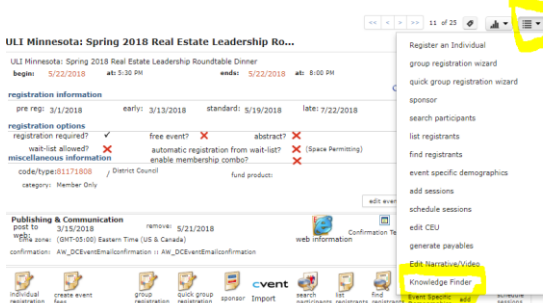 << < > >> 11 of 25
ULI Minnesota: Spring 2018 Real Estate Leadership Ro...
ULI Minnesota: Spring 2018 Real Estate Leadership Roundtable Dinner
begin: 5/22/2018 at: 5:30 PM ends: 5/22/2018 at: 8:00 PM
registration information
pre reg: 3/1/2018 early: 3/13/2018 standard: 5/19/2018 late: 7/22/2018
registration options
registration required? ✓ free event? ✗ abstract? ✗
wait-list allowed? ✗ automatic registration from wait-list? ✗ (Space Permitting)
miscellaneous information enable membership combo? ✗
code/type:81171808 / District Council fund product:
category: Member Only
edit even
Publishing & Communication
post to web: 3/15/2018 remove: 5/21/2018
time zone: (GMT-05:00) Eastern Time (US & Canada) web information Confirmation Te
confirmation: AW_DCEventEmailconfirmation :: AW_DCEventEmailconfirmation
individual registration
create event fees
group registration
quick group registration
sponsor
cvent Import
search participants
list registrants
find registrants
Event Specific
add
schedule sessions
Register an Individual
group registration wizard
quick group registration wizard
sponsor
search participants
list registrants
find registrants
event specific demographics
add sessions
schedule sessions
edit CEU
generate payables
Edit Narrative/Video
Knowledge Finder